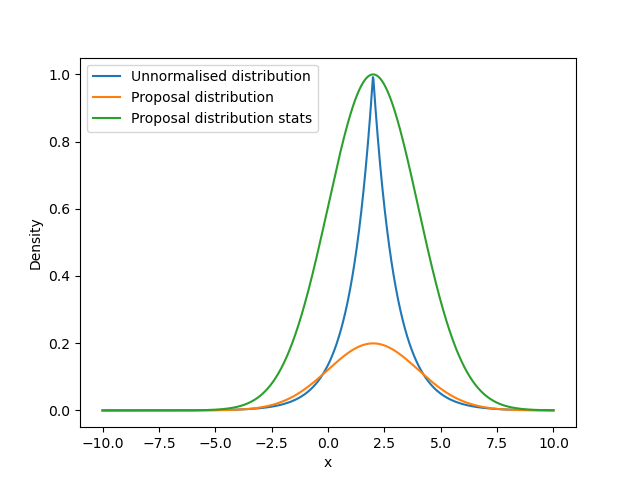 Unnormalised distribution
Proposal distribution
Proposal distribution stats
1.0
0.8
0.6
0.4
0.2
0.0
Density
−10.0 −7.5 −5.0 −2.5 0.0 2.5 5.0 7.5 10.0
x